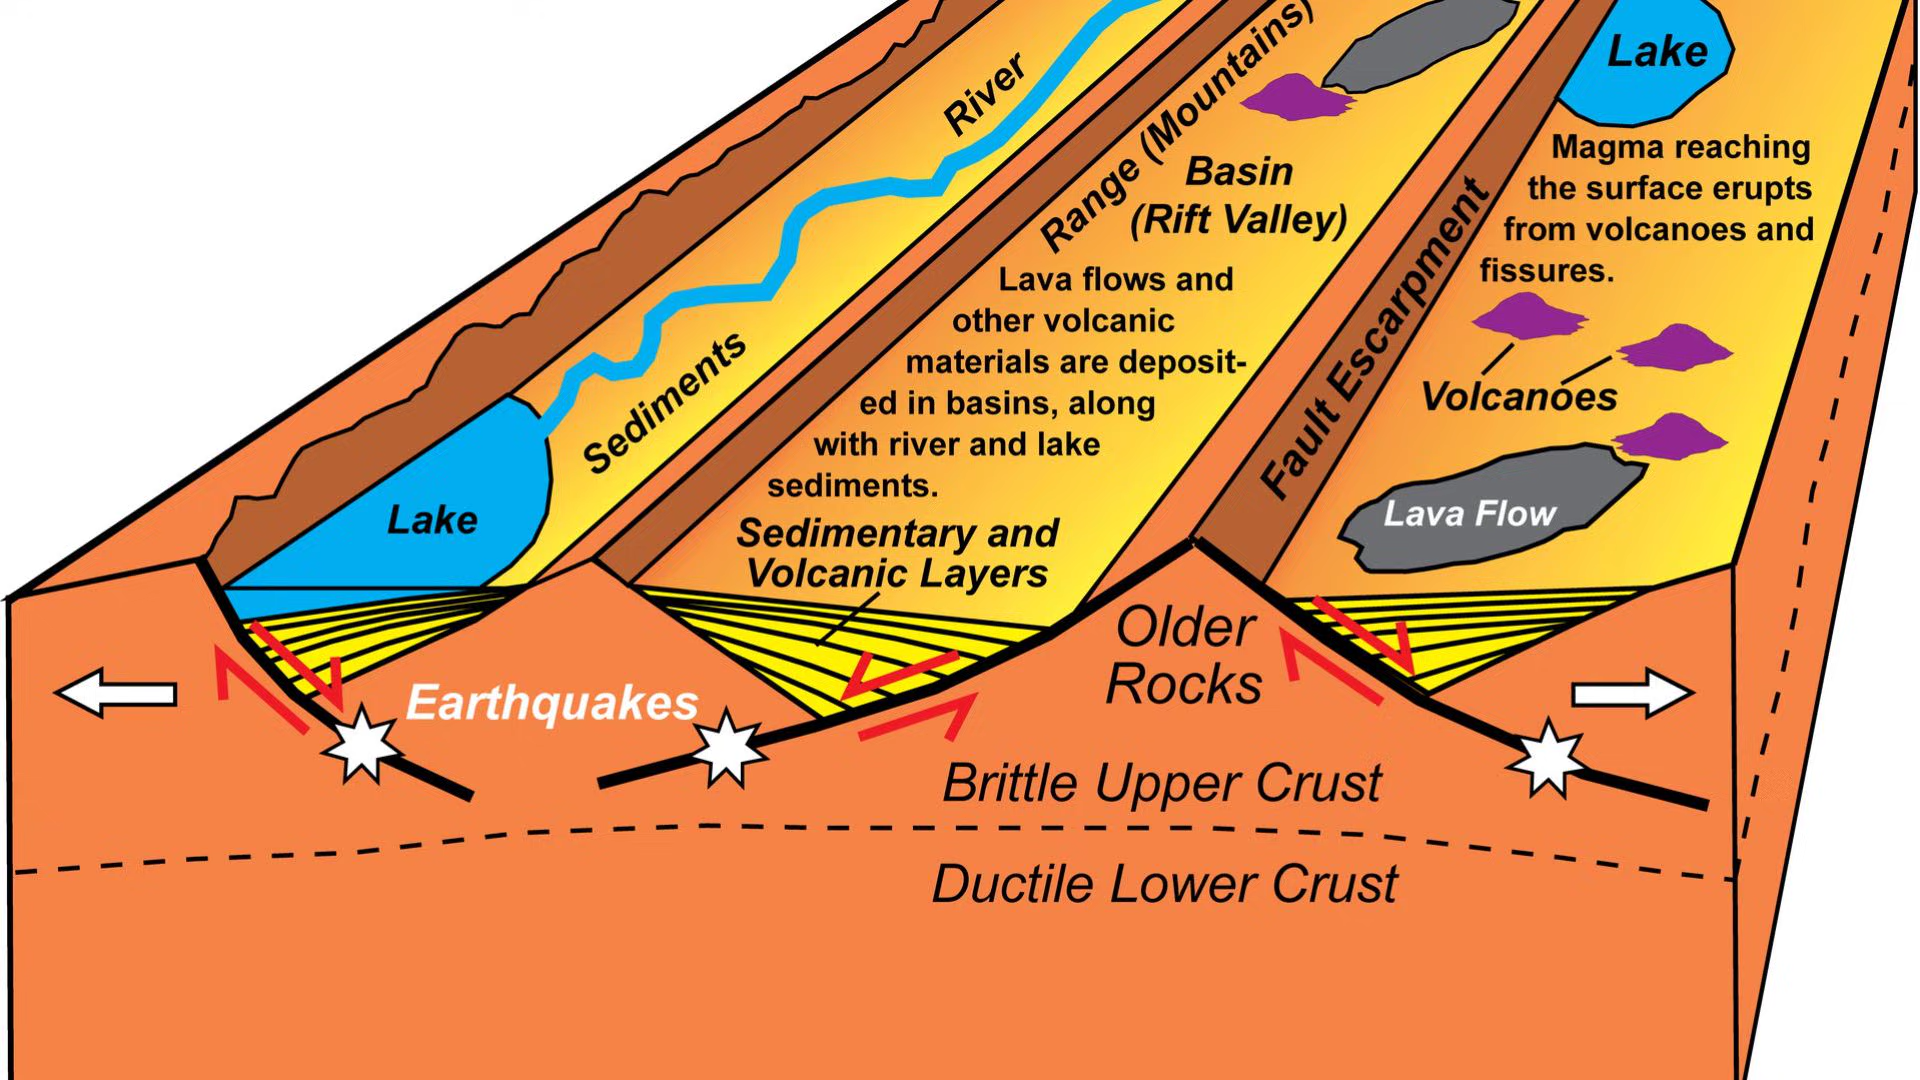 River
Range (Mountains)
Lake
Basin
(Rift Valley)
Magma reaching
the surface erupts
from volcanoes and
fissures.
Lava flows and
other volcanic
materials are deposit-
ed in basins, along
with river and lake
sediments.
Sediments
Fault Escarpment
Volcanoes
Lake
Lava Flow
Sedimentary and
Volcanic Layers
Older
Rocks
Earthquakes
Brittle Upper Crust
Ductile Lower Crust